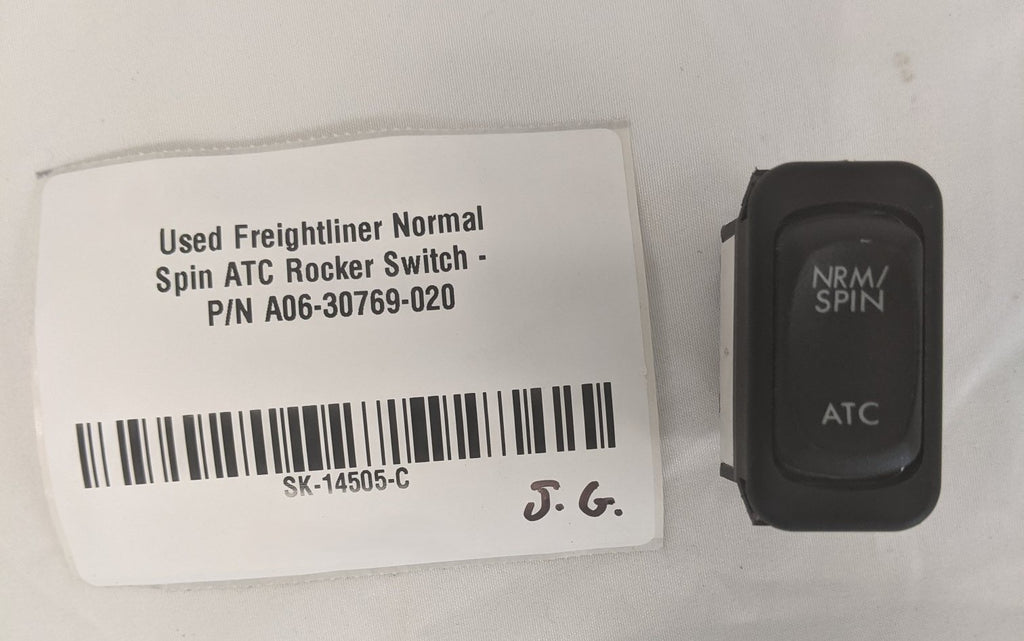 Used Freightliner Normal
Spin ATC Rocker Switch -
P/N A06-30769-020
SK-14505-C
J. G.
NRM/
SPIN
ATC